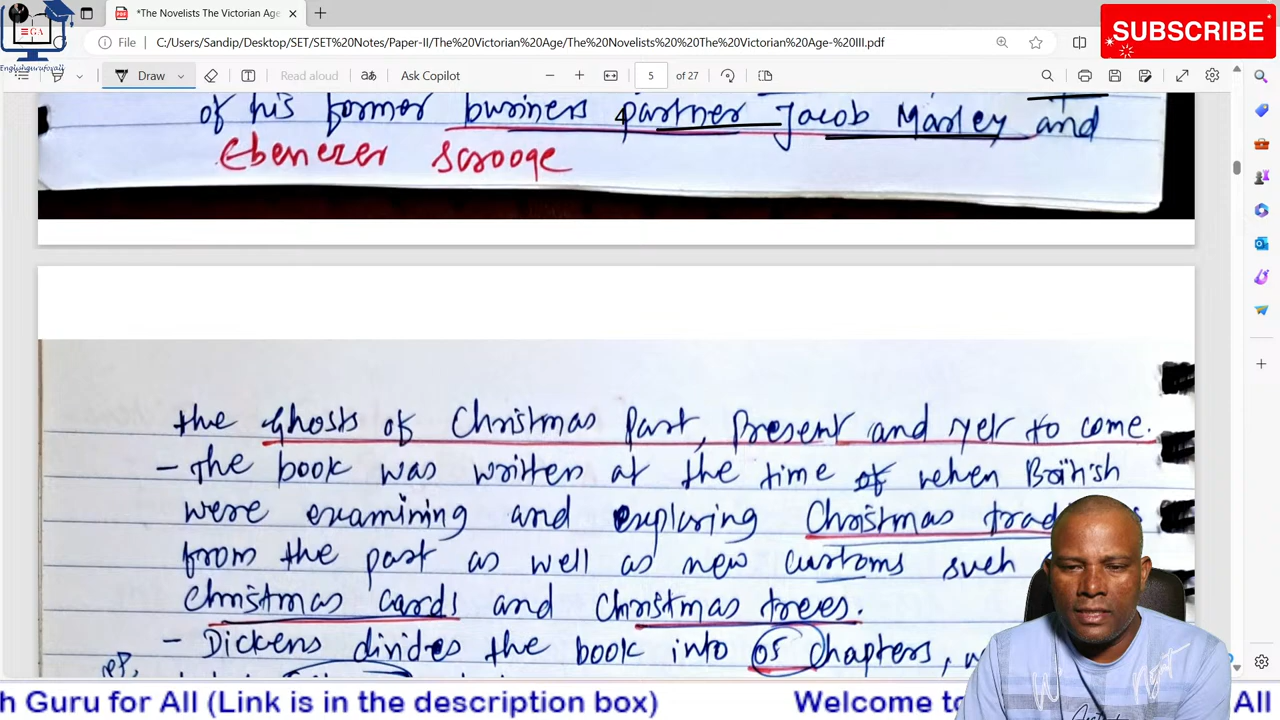 *The Novelists The Victorian Age
File C:/Users/Sandip/Desktop/SET/SET%20Notes/Paper-II/The%20Victorian%20Age/The%20Novelists%20%20The%20Victorian%20Age-%20III.pdf
SUBSCRIBE
EGA
Englishguruforall
Draw Read aloud Ask Copilot 5 of 27
of his former business partner Jacob Marley and
Ebenezer Scrooge
the Ghosts of Christmas Past, Present and Yet to come.
- The book was written at the time of when British
were examining and exploring Christmas
from the past as well as new customs such
Christmas cards and Christmas trees.
- Dickens divides the book into 05 chapters,
h Guru for All (Link is in the description box) Welcome to All